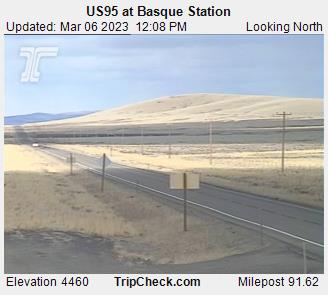 US95 at Basque Station
Updated: Mar 06 2023 12:08 PM
Looking North
Elevation 4460
TripCheck.com
Milepost 91.62